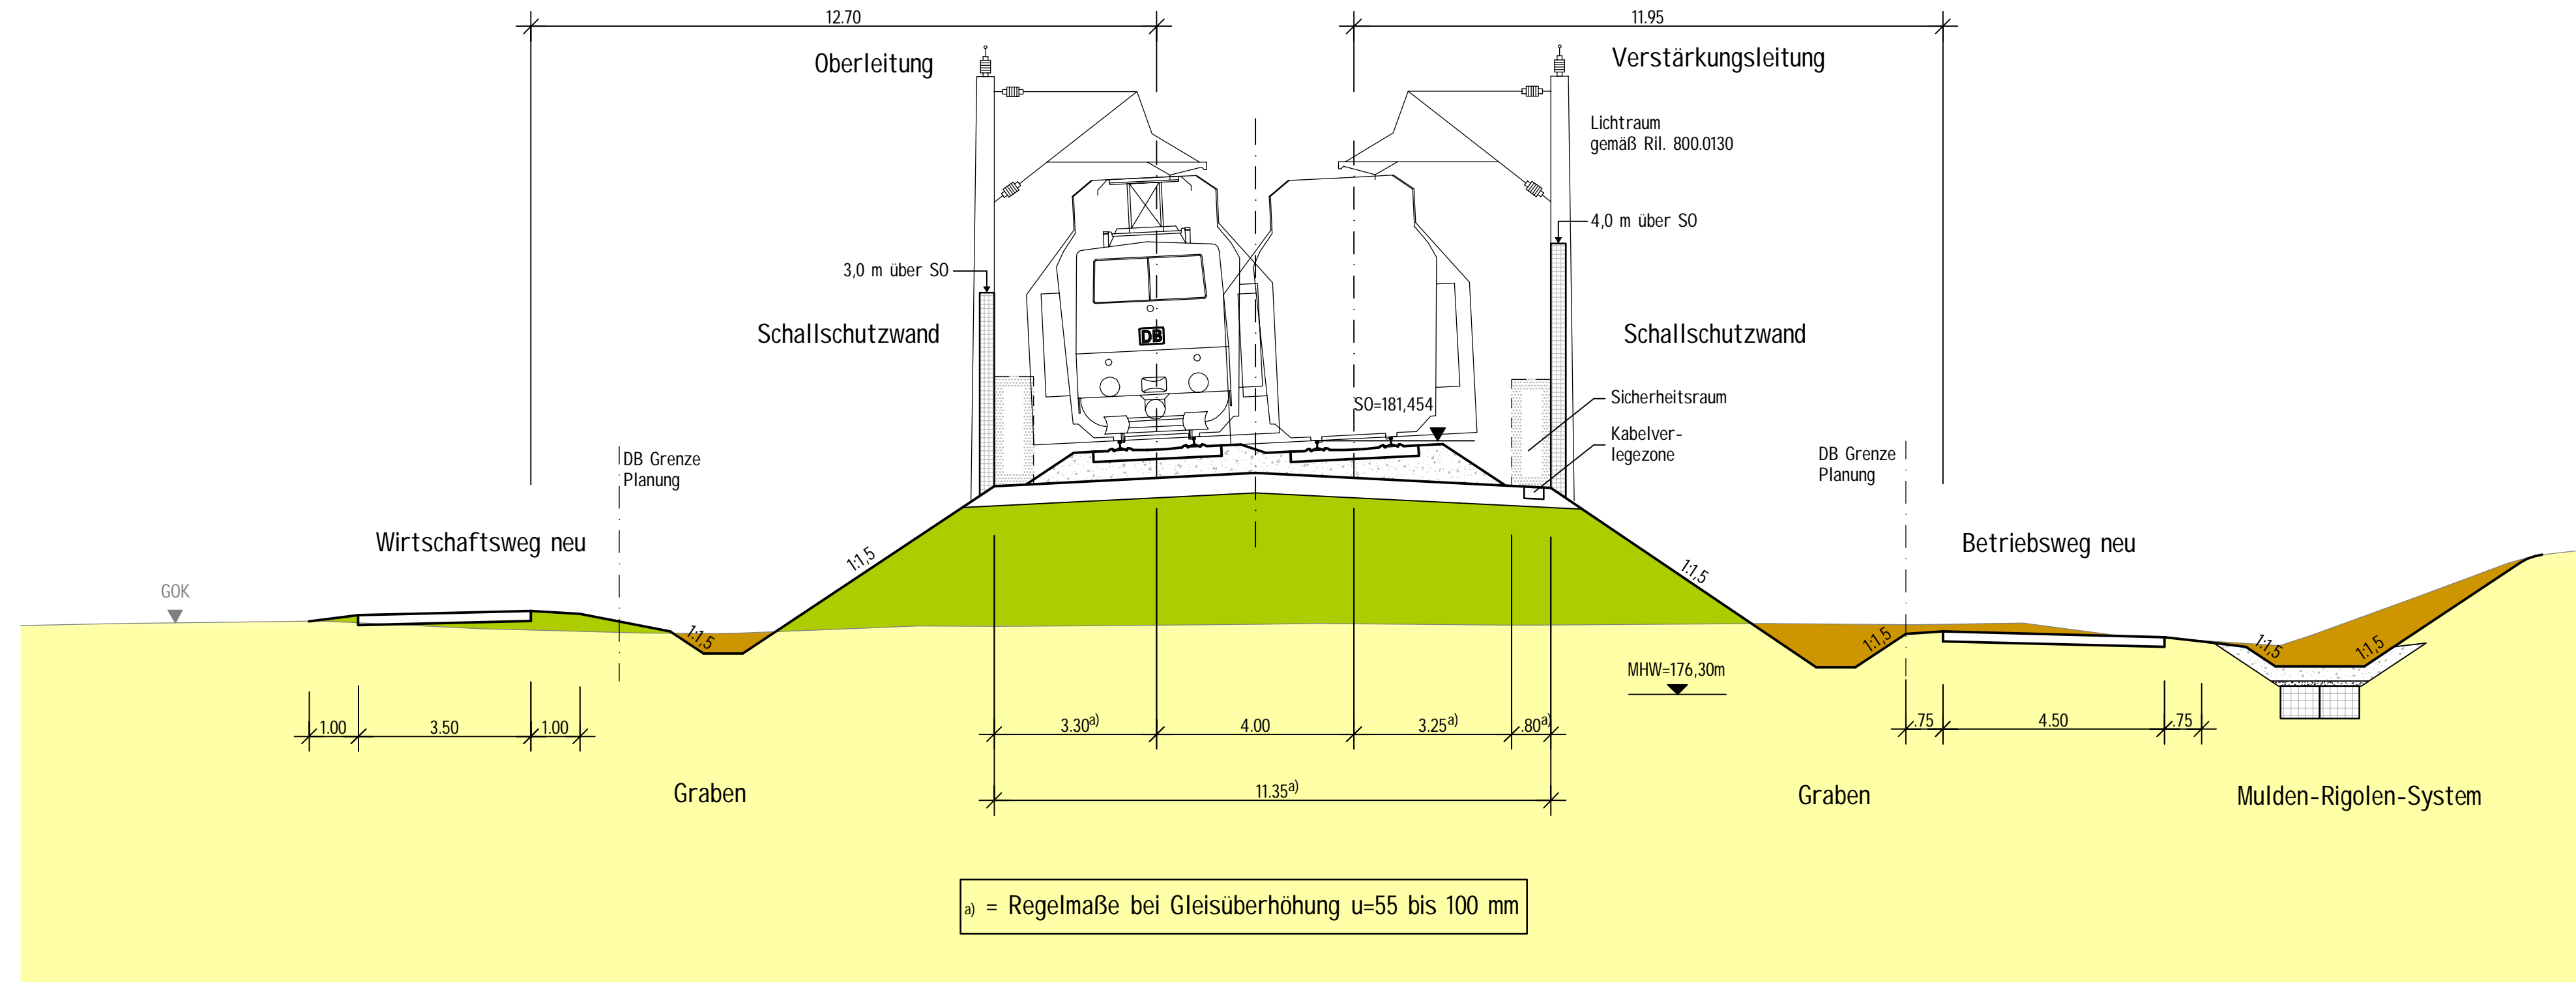 12.70
11.95
Oberleitung
Verstärkungsleitung
Lichtraum
gemäß Ril. 800.0130
4,0 m über SO
3,0 m über SO
Schallschutzwand
DB
Schallschutzwand
SO=181,454
Sicherheitsraum
Kabelver-
legezone
DB Grenze
Planung
DB Grenze
Planung
Wirtschaftsweg neu
Betriebsweg neu
1:1,5
1:1,5
GOK
1:1,5
1:1,5
1:1,5
1:1,5
MHW=176,30m
1.00
3.50
1.00
3.30a)
4.00
3.25a)
.80a)
.75
4.50
.75
11.35a)
Graben
Graben
Mulden-Rigolen-System
a) = Regelmaße bei Gleisüberhöhung u=55 bis 100 mm